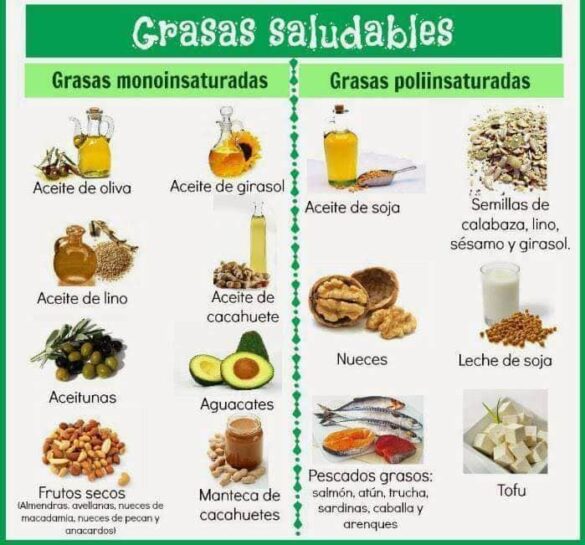 Grasas saludables
Grasas monoinsaturadas
Aceite de oliva
Aceite de girasol
Aceite de lino
Aceite de
cacahuete
Aceitunas
Aguacates
Frutos secos
(Almendras, avellanas, nueces de
macadamia, nueces de pecan y
anacardos)
Manteca de
cacahuetes
Grasas poliinsaturadas
Aceite de soja
Semillas de
calabaza, lino,
sésamo y girasol.
Nueces
Leche de soja
Pescados grasos:
salmón, atún, trucha,
sardinas, caballa y
arenques
Tofu